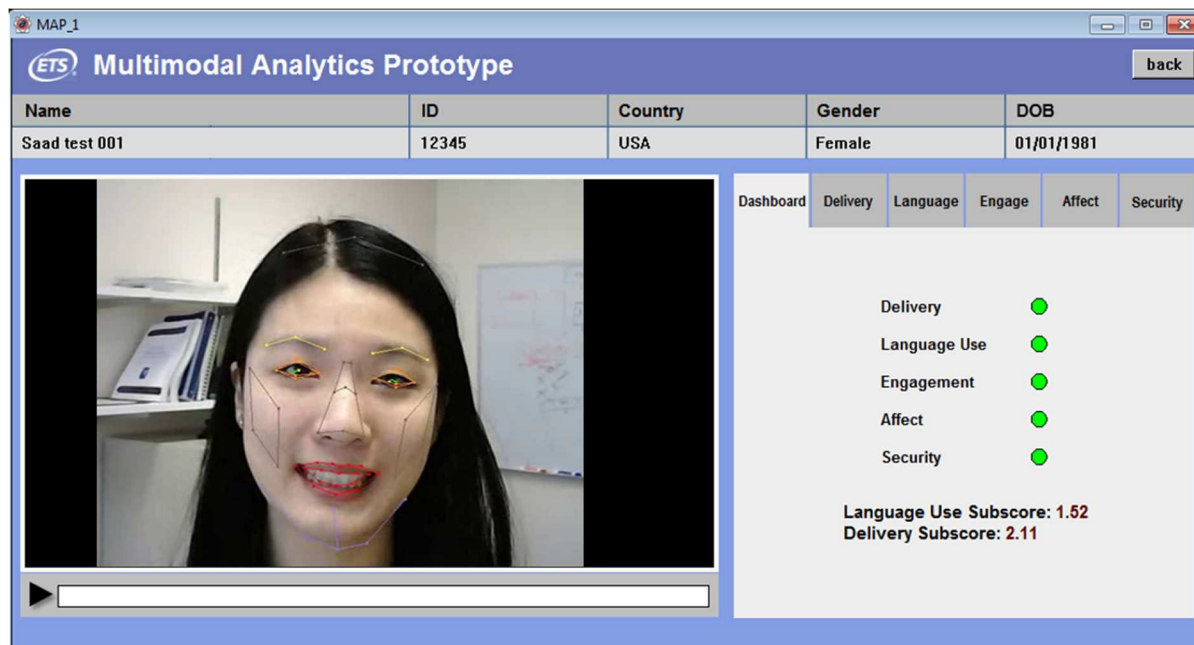 MAP_1
ETS Multimodal Analytics Prototype
back
Name ID Country Gender DOB
Saad test 001 12345 USA Female 01/01/1981
Dashboard Delivery Language Engage Affect Security
Delivery
Language Use
Engagement
Affect
Security
Language Use Subscore: 1.52
Delivery Subscore: 2.11